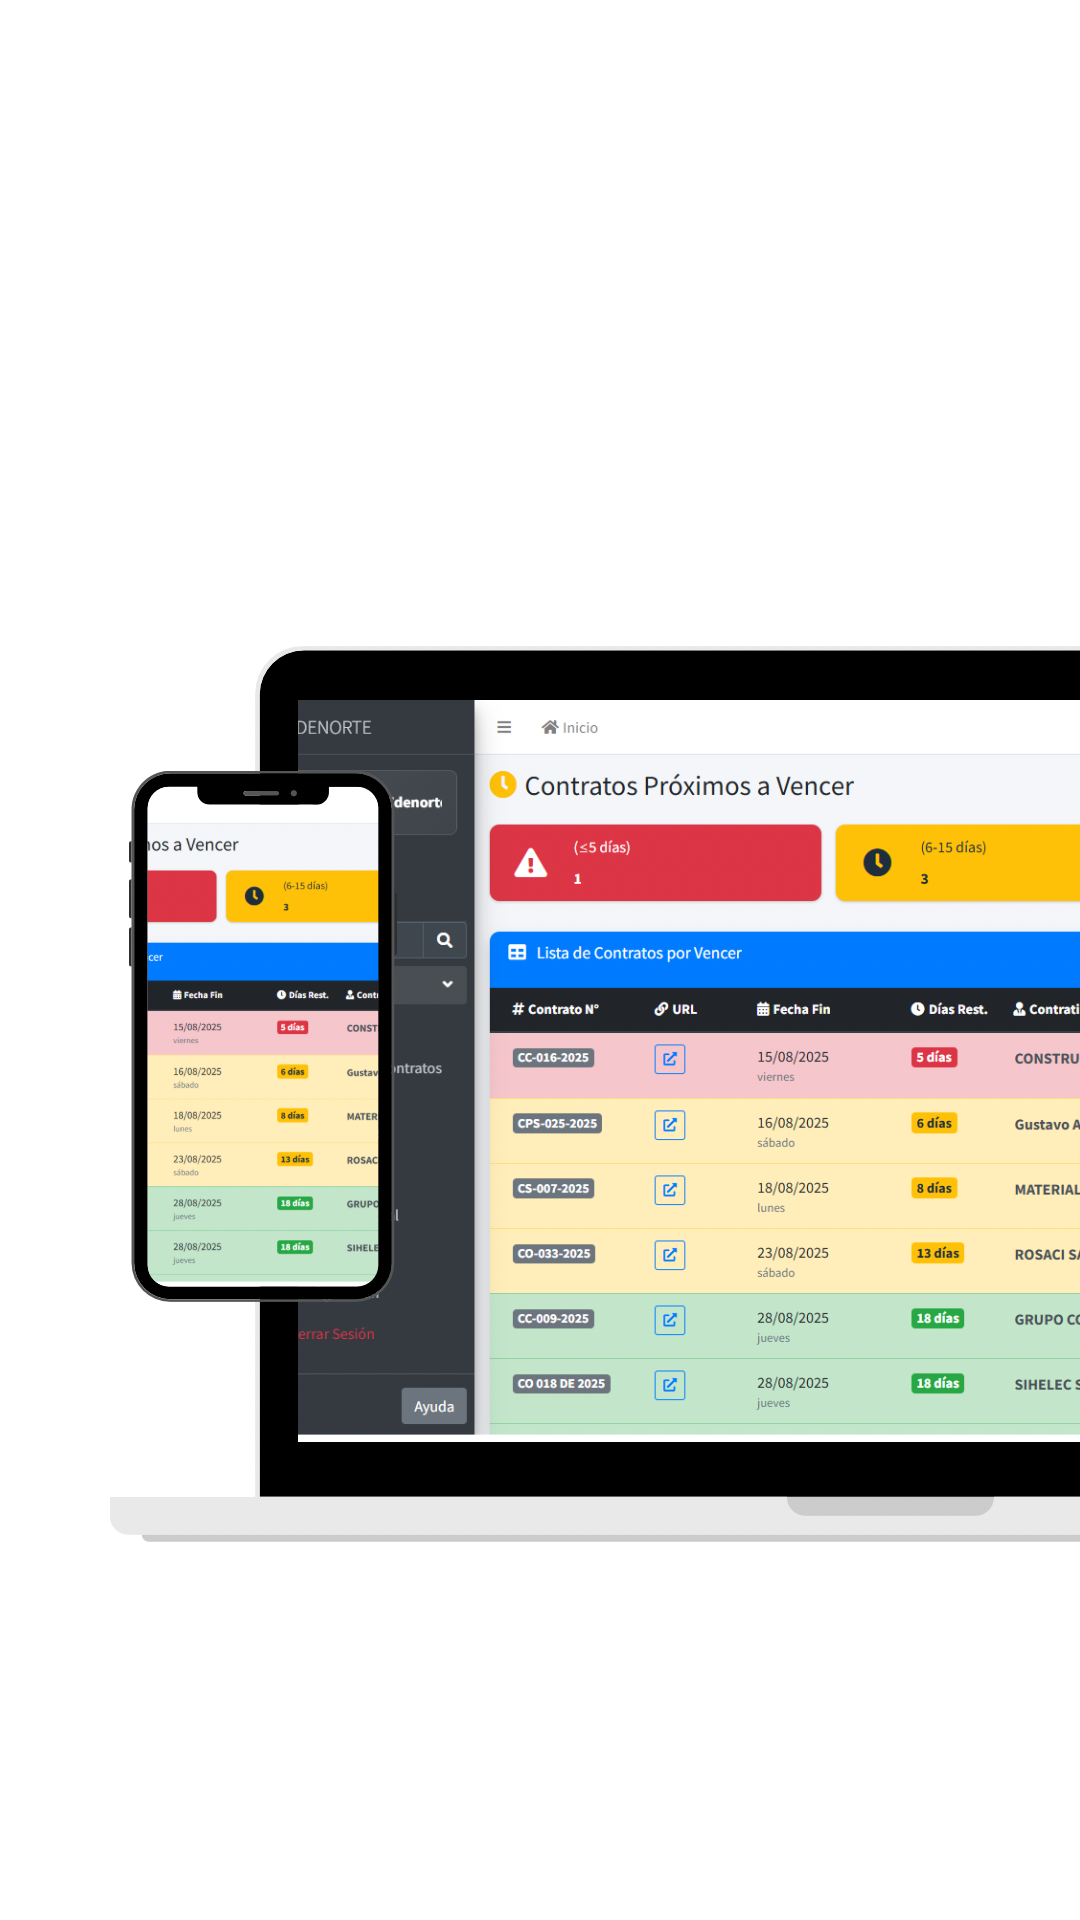 DENORTE
Inicio
denorte
Contratos Próximos a Vencer
(≤5 días)
1
(6-15 días)
3
Lista de Contratos por Vencer
Contrato N° URL Fecha Fin Días Rest. Contrati
CC-016-2025 15/08/2025 5 días CONSTRU
viernes
CPS-025-2025 16/08/2025 6 días Gustavo A
sábado
CS-007-2025 18/08/2025 8 días MATERIAL
lunes
CO-033-2025 23/08/2025 13 días ROSACI SA
sábado
CC-009-2025 28/08/2025 18 días GRUPO CO
jueves
CO 018 DE 2025 28/08/2025 18 días SIHELEC S
jueves
ontratos
l
errar Sesión
Ayuda
nos a Vencer
(6-15 días)
3
cer
Fecha Fin Días Rest. Contr
15/08/2025 5 días CONST
viernes
16/08/2025 6 días Gustav
sábado
18/08/2025 8 días MATER
lunes
23/08/2025 13 días ROSAC
sábado
28/08/2025 18 días GRUPO
jueves
28/08/2025 18 días SIHELE
jueves